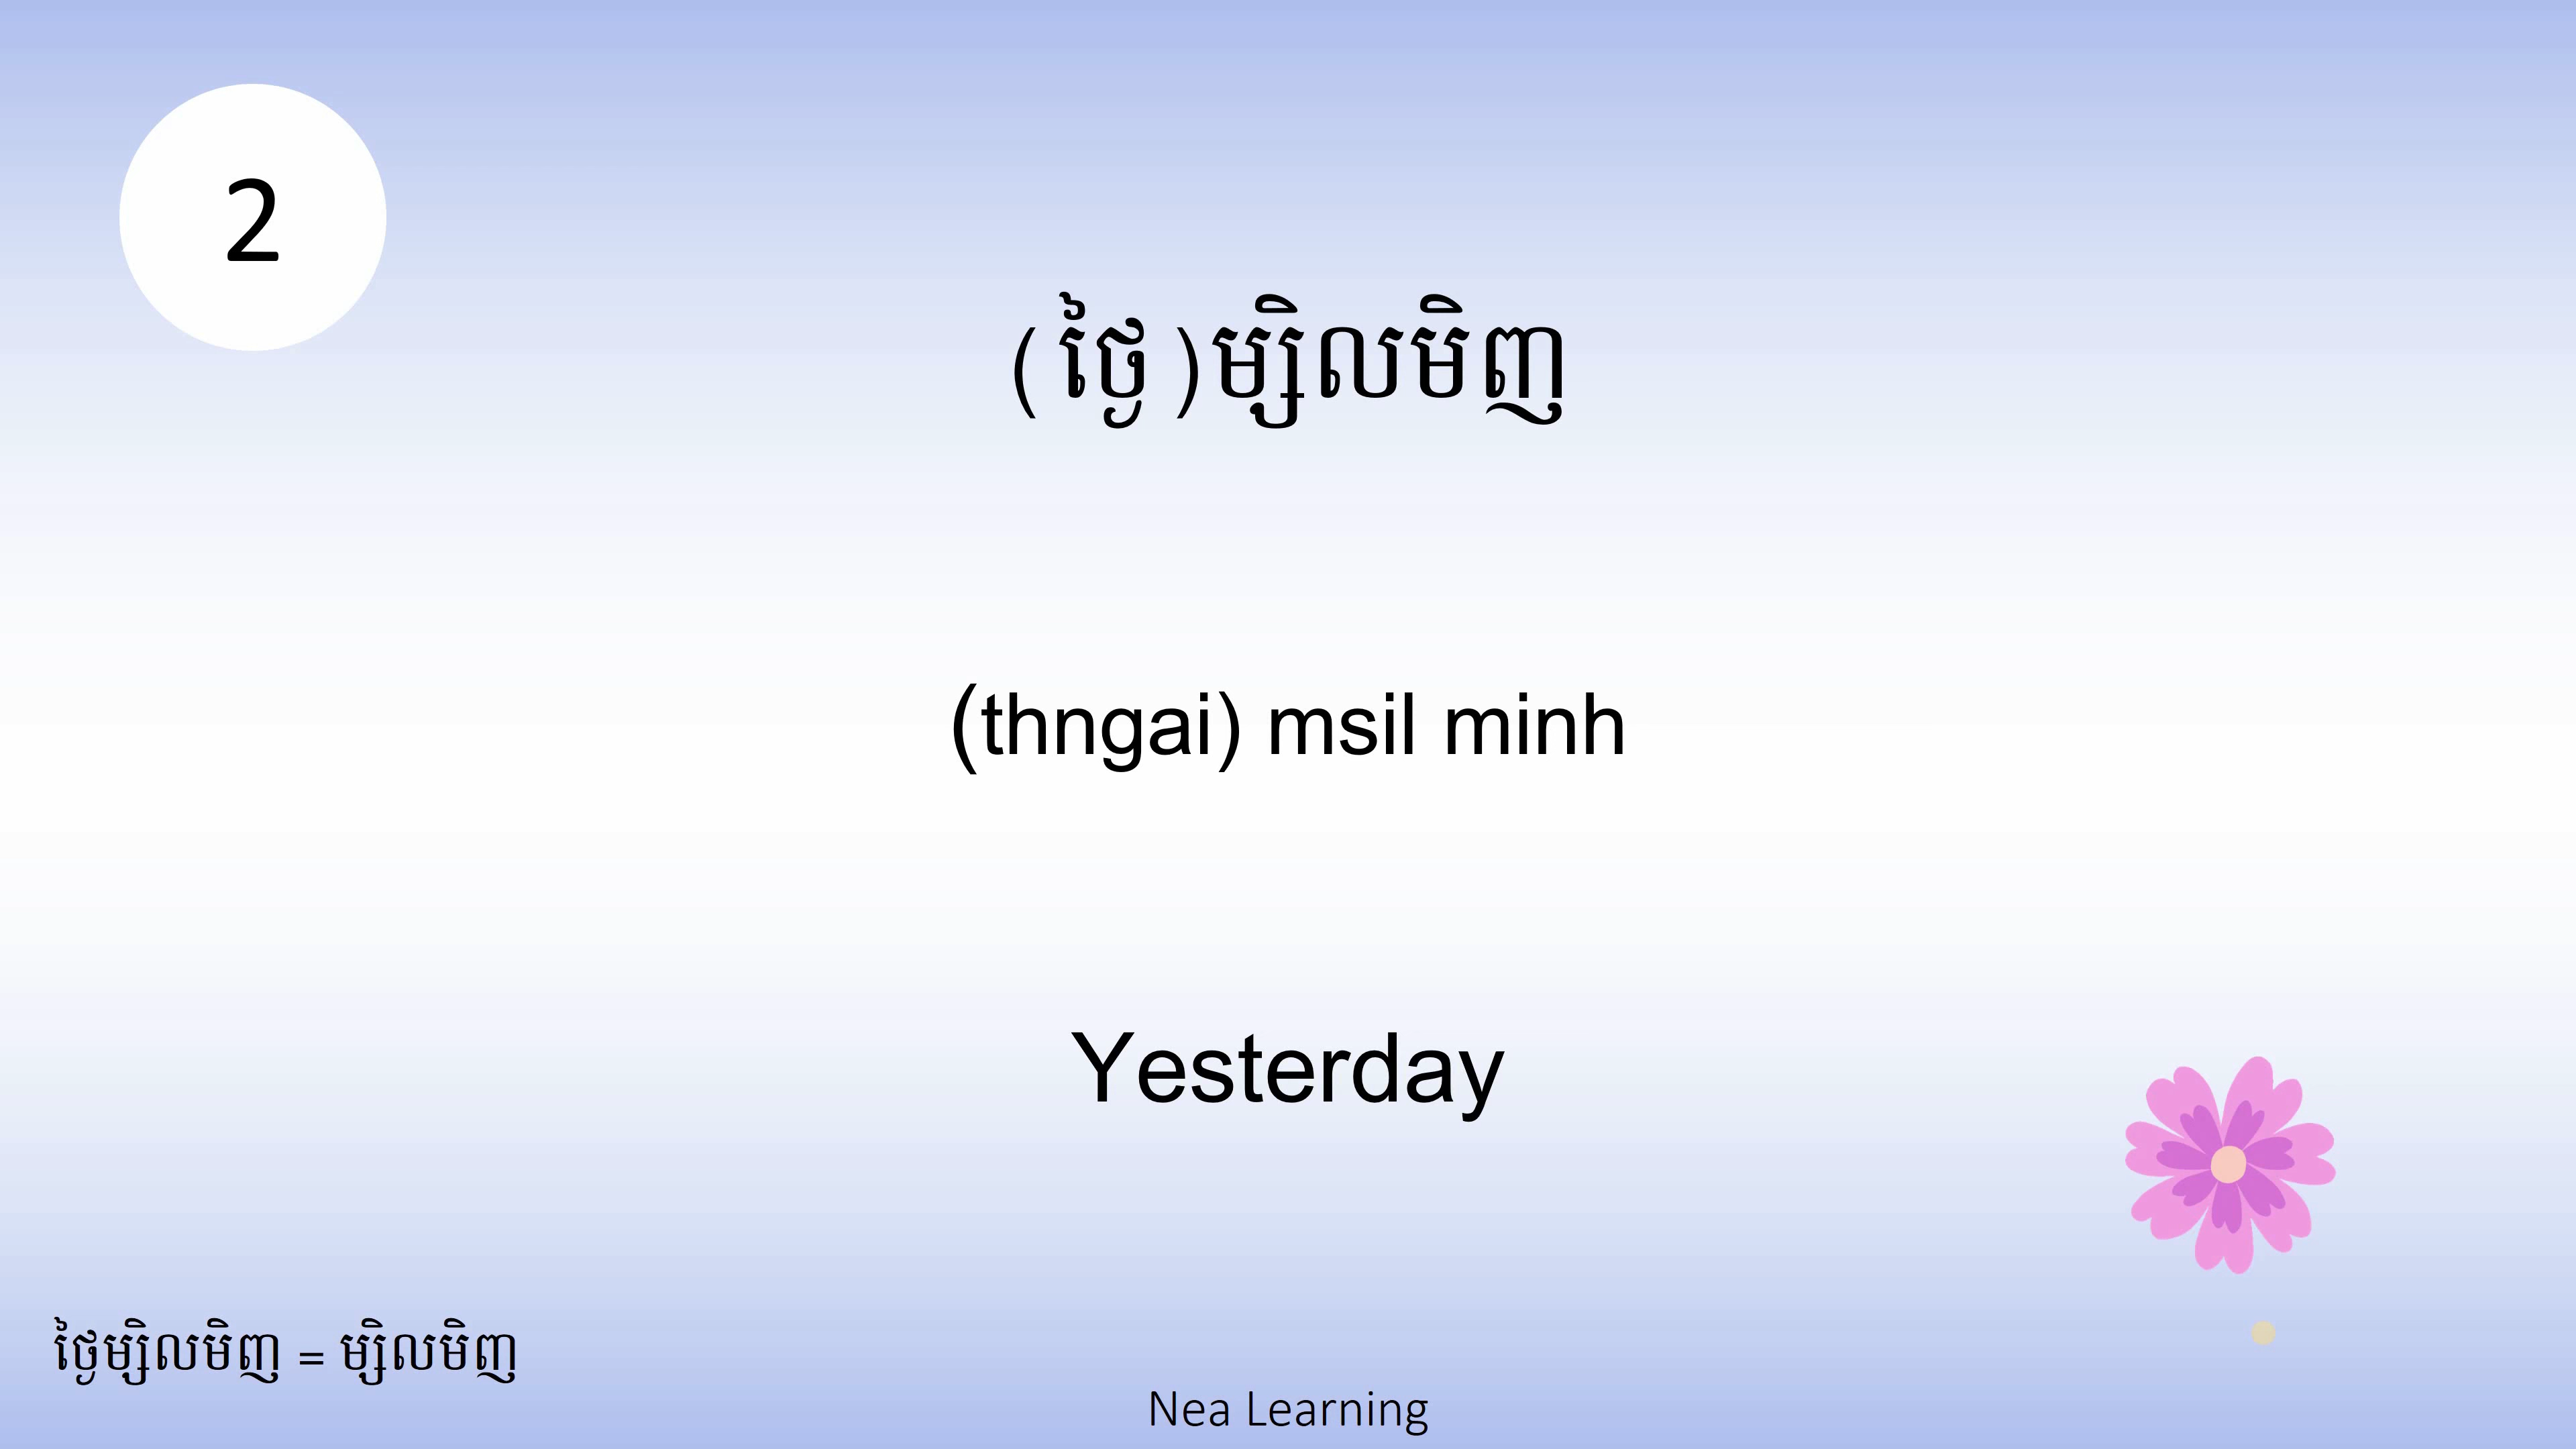 2
(ថ្ងៃ)ម្សិលមិញ
(thngai) msil minh
Yesterday
ថ្ងៃម្សិលមិញ = ម្សិលមិញ
Nea Learning